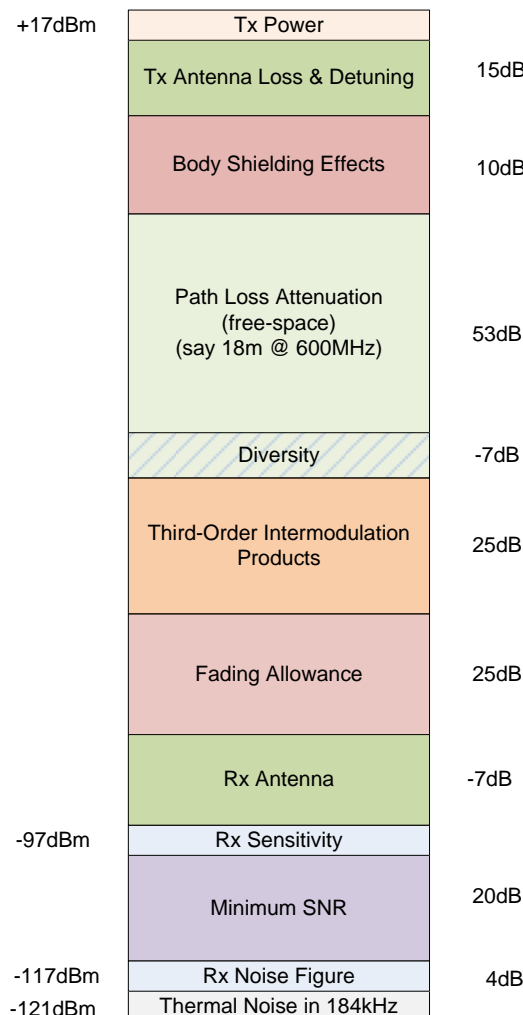 +17dBm Tx Power
Tx Antenna Loss & Detuning 15dB
Body Shielding Effects 10dB
Path Loss Attenuation
(free-space)
(say 18m @ 600MHz) 53dB
Diversity -7dB
Third-Order Intermodulation
Products 25dB
Fading Allowance 25dB
Rx Antenna -7dB
-97dBm Rx Sensitivity
Minimum SNR 20dB
-117dBm Rx Noise Figure 4dB
-121dBm Thermal Noise in 184kHz